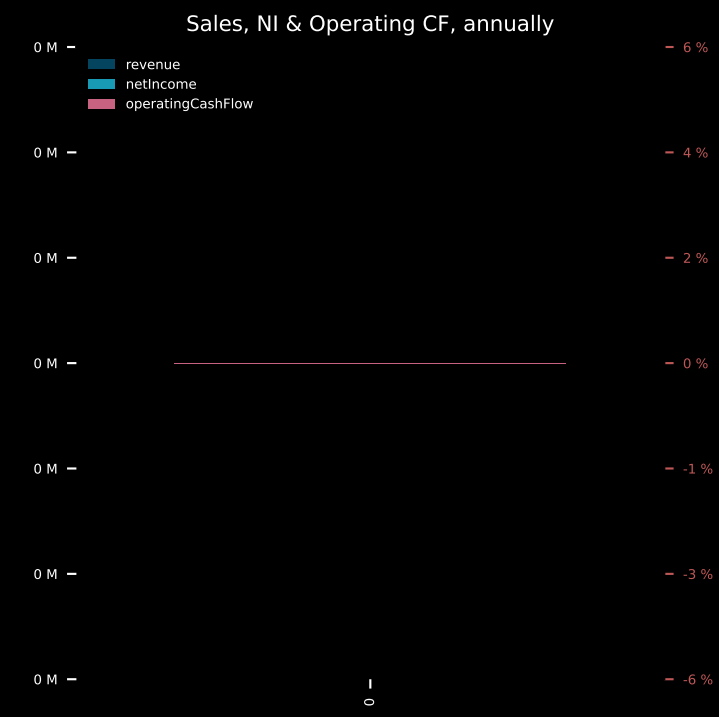 Sales, NI & Operating CF, annually
0 M
6 %
revenue
netIncome
operatingCashFlow
0 M
4 %
0 M
2 %
0 M
0 %
0 M
-1 %
0 M
-3 %
0 M
-6 %
0